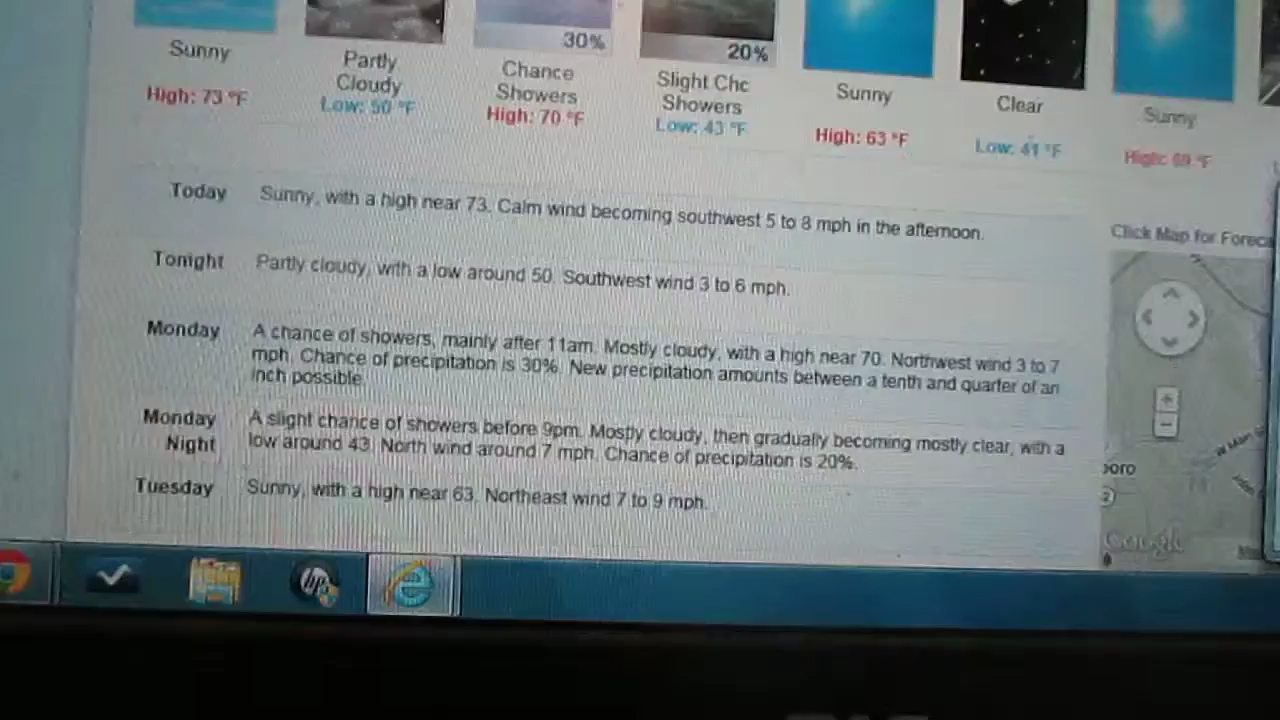 30%
20%
Sunny
Partly
Cloudy
Chance
Showers
Slight Chc
Showers
Sunny
Clear
Sunny
High: 73 °F
Low: 50 °F
High: 70 °F
Low: 43 °F
High: 63 °F
Low: 41 °F
High: 69 °F
Today Sunny, with a high near 73. Calm wind becoming southwest 5 to 8 mph in the afternoon.
Click Map for Foreca
Tonight Partly cloudy, with a low around 50. Southwest wind 3 to 6 mph.
Monday A chance of showers, mainly after 11am. Mostly cloudy, with a high near 70. Northwest wind 3 to 7
mph. Chance of precipitation is 30%. New precipitation amounts between a tenth and quarter of an
inch possible.
Monday A slight chance of showers before 9pm. Mostly cloudy, then gradually becoming mostly clear, with a
Night low around 43. North wind around 7 mph. Chance of precipitation is 20%.
Tuesday Sunny, with a high near 63. Northeast wind 7 to 9 mph.
boro
Google
hp